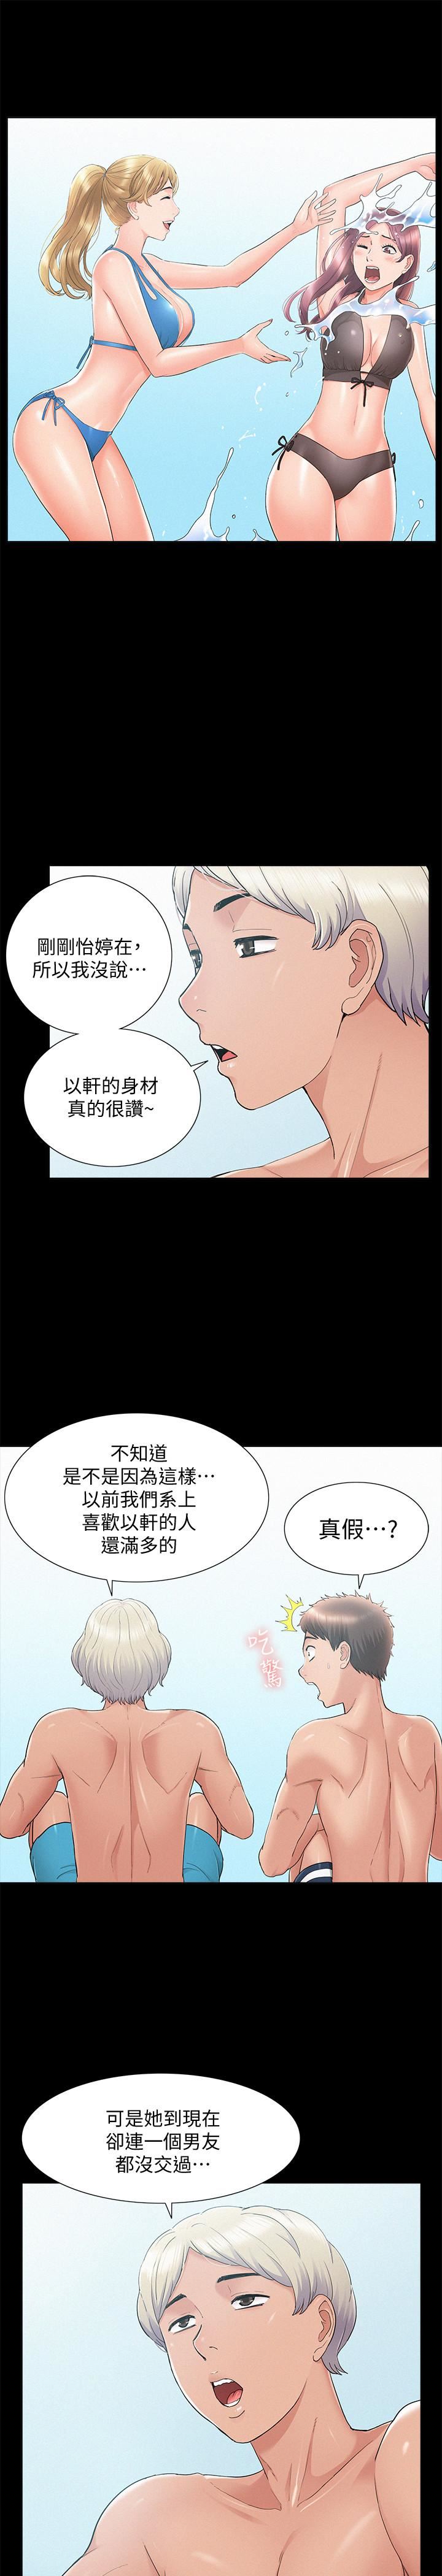 剛剛怡婷在，
所以我沒說⋯
以軒的身材
真的很讚~
不知道
是不是因為這樣⋯
以前我們系上
喜歡以軒的人
還滿多的
真假⋯?
吃驚
可是她到現在
卻連一個男友
都沒交過⋯